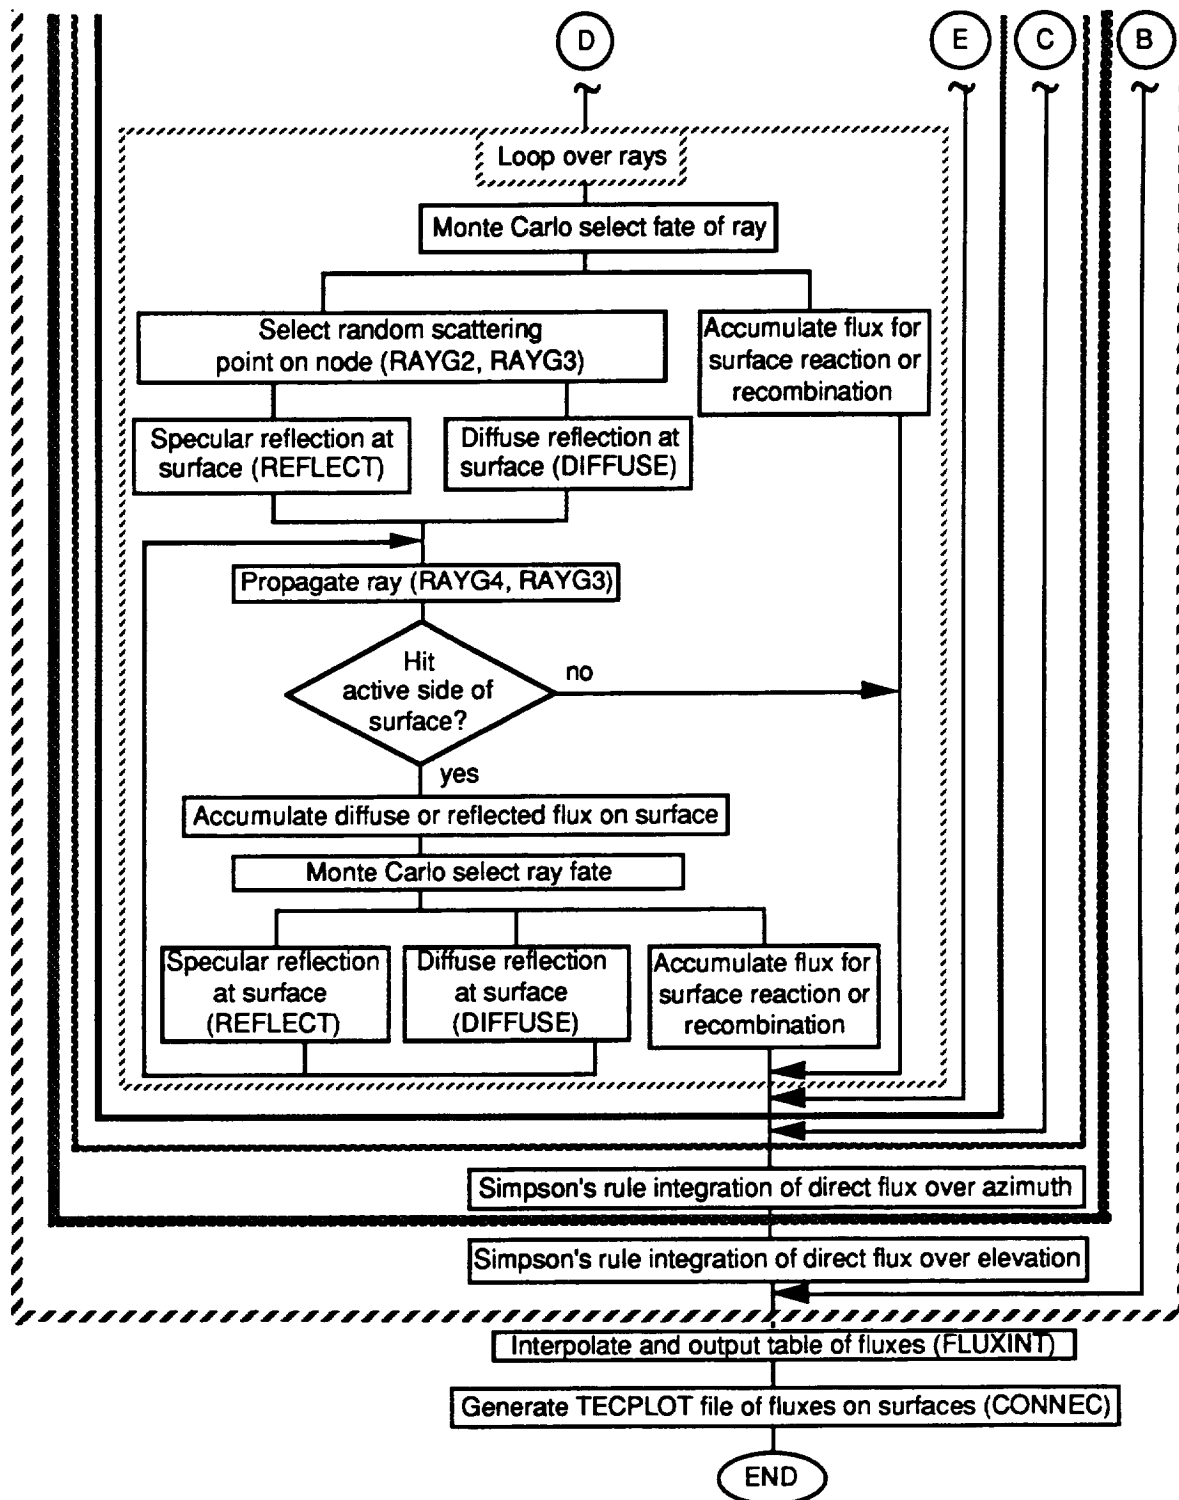 D
E
C
B
Loop over rays
Monte Carlo select fate of ray
Select random scattering
point on node (RAYG2, RAYG3)
Accumulate flux for
surface reaction or
recombination
Specular reflection at
surface (REFLECT)
Diffuse reflection at
surface (DIFFUSE)
Propagate ray (RAYG4, RAYG3)
Hit
active side of
surface?
no
yes
Accumulate diffuse or reflected flux on surface
Monte Carlo select ray fate
Specular reflection
at surface
(REFLECT)
Diffuse reflection
at surface
(DIFFUSE)
Accumulate flux for
surface reaction or
recombination
Simpson's rule integration of direct flux over azimuth
Simpson's rule integration of direct flux over elevation
Interpolate and output table of fluxes (FLUXINT)
Generate TECPLOT file of fluxes on surfaces (CONNEC)
END